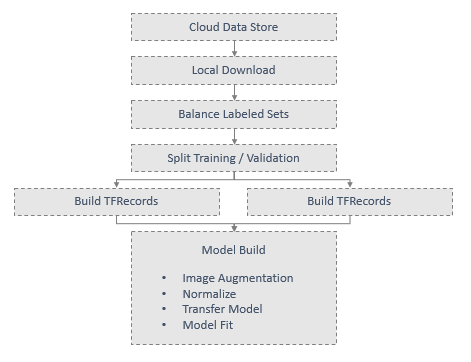 Cloud Data Store
Local Download
Balance Labeled Sets
Split Training / Validation
Build TFRecords
Build TFRecords
Model Build
• Image Augmentation
• Normalize
• Transfer Model
• Model Fit